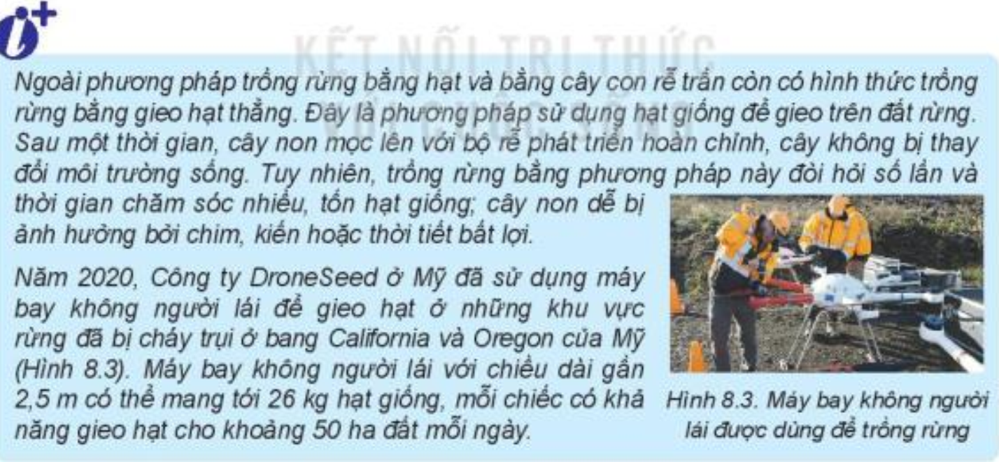 i+
KẾT NỐI TRI THỨC
VỚI CUỘC SỐNG
Ngoài phương pháp trồng rừng bằng hạt và bằng cây con rễ trần còn có hình thức trồng
rừng bằng gieo hạt thẳng. Đây là phương pháp sử dụng hạt giống để gieo trên đất rừng.
Sau một thời gian, cây non mọc lên với bộ rễ phát triển hoàn chỉnh, cây không bị thay
đổi môi trường sống. Tuy nhiên, trồng rừng bằng phương pháp này đòi hỏi số lần và
thời gian chăm sóc nhiều, tốn hạt giống; cây non dễ bị
ảnh hưởng bởi chim, kiến hoặc thời tiết bất lợi.
Năm 2020, Công ty DroneSeed ở Mỹ đã sử dụng máy
bay không người lái để gieo hạt ở những khu vực
rừng đã bị cháy trụi ở bang California và Oregon của Mỹ
(Hình 8.3). Máy bay không người lái với chiều dài gần
2,5 m có thể mang tới 26 kg hạt giống, mỗi chiếc có khả
năng gieo hạt cho khoảng 50 ha đất mỗi ngày.
Hình 8.3. Máy bay không người
lái được dùng để trồng rừng